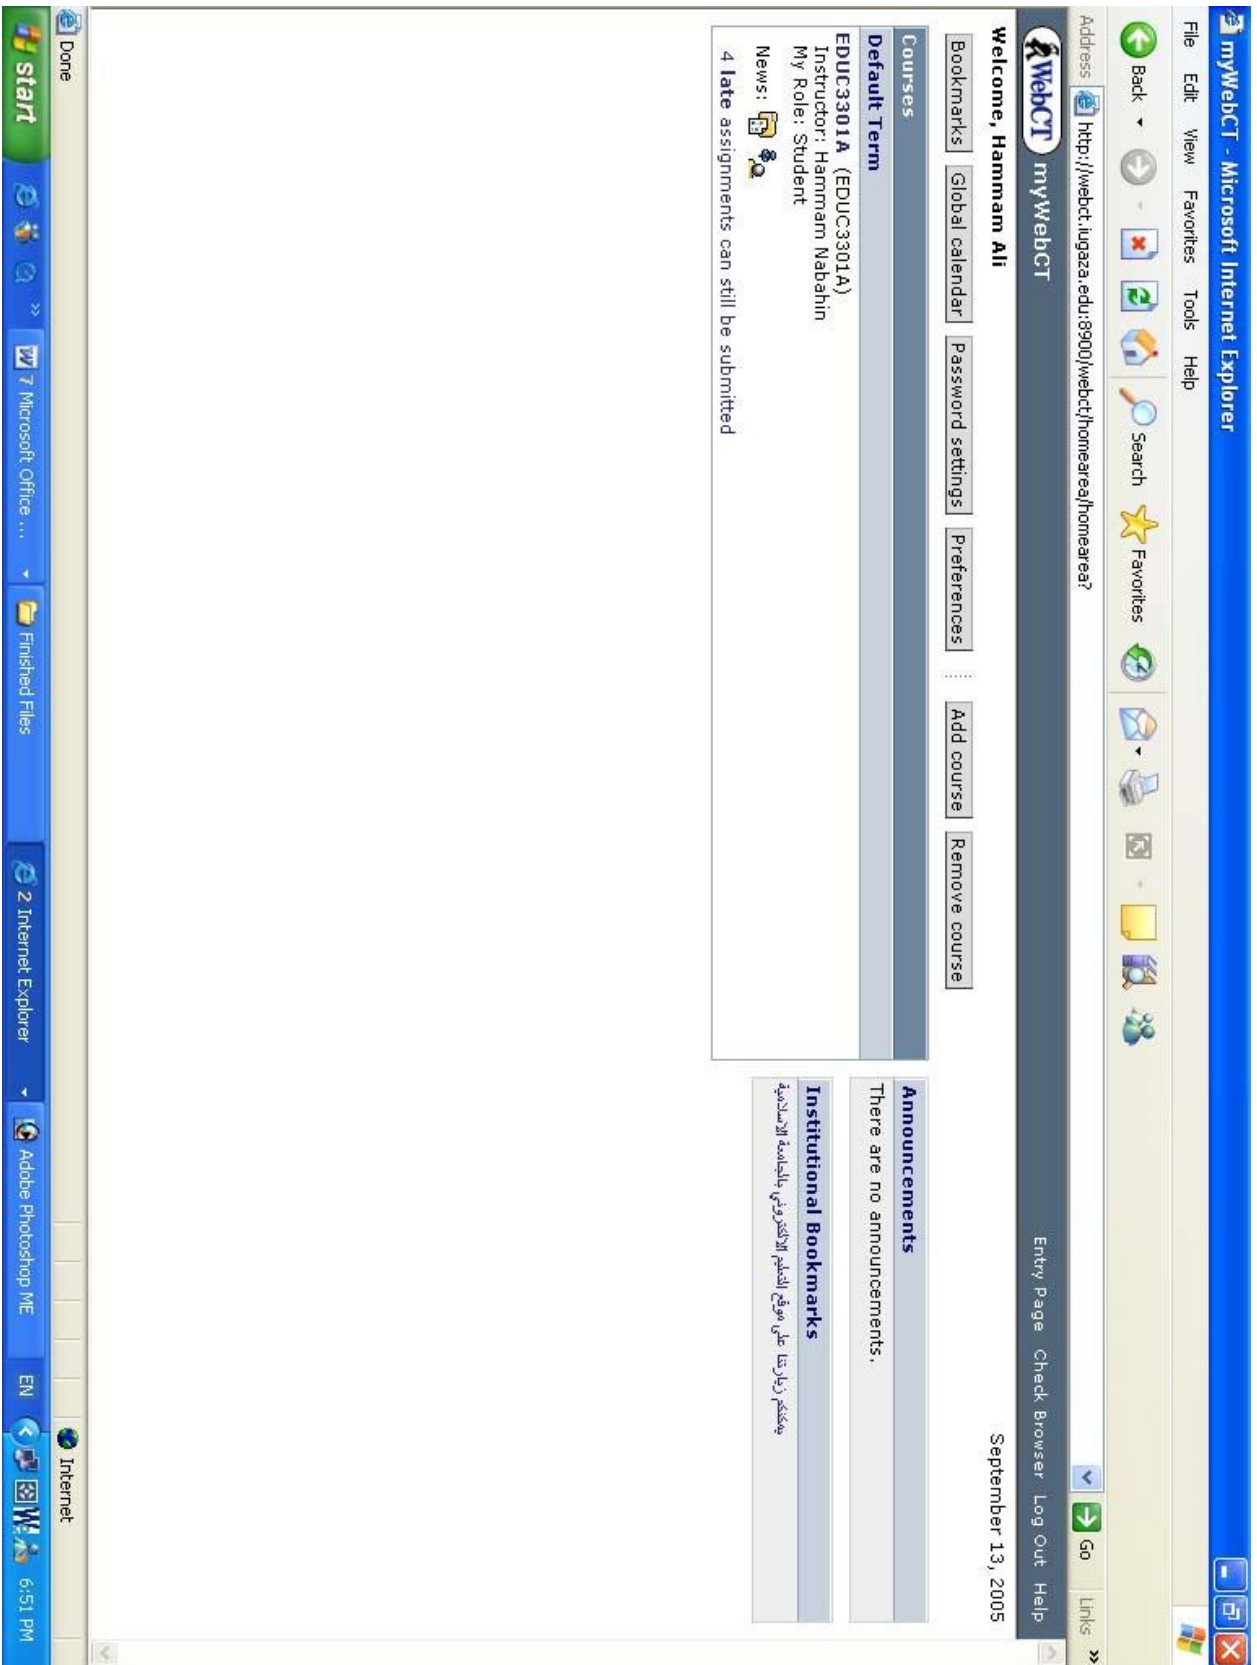 myWebCT - Microsoft Internet Explorer
File Edit View Favorites Tools Help
Back Search Favorites
Address http://webct.iugaza.edu:8900/webct/homearea/homearea? Go Links »
WebCT myWebCT Entry Page Check Browser Log Out Help
Welcome, Hammam Ali September 13, 2005
Bookmarks Global calendar Password settings Preferences Add course Remove course
Courses
Default Term
EDUC3301A (EDUC3301A)
Instructor: Hammam Nabahin
My Role: Student
News:
4 late assignments can still be submitted
Announcements
There are no announcements.
Institutional Bookmarks
يمكنكم زيارتنا على موقع التعليم الالكتروني بالجامعة الاسلامية
Done Internet
start » 7 Microsoft Office ... Finished Files 2 Internet Explorer Adobe Photoshop ME EN 6:51 PM